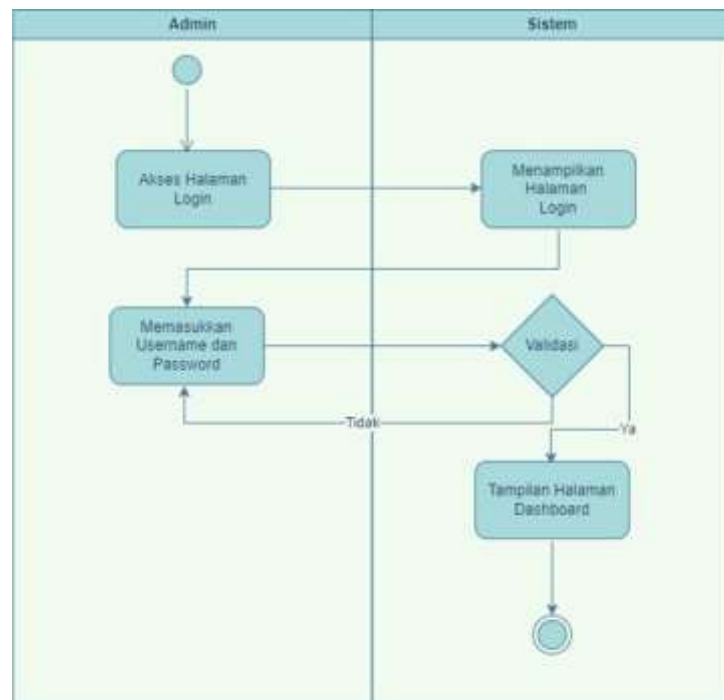 Admin
Sistem
Akses Halaman
Login
Menampilkan
Halaman
Login
Memasukkan
Username dan
Password
Validasi
Tidak
Ya
Tampilan Halaman
Dashboard